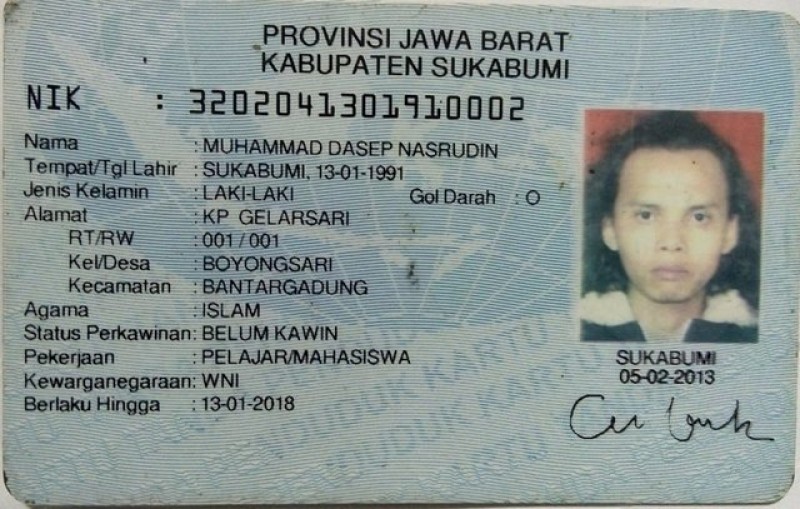 PROVINSI JAWA BARAT
KABUPATEN SUKABUMI
NIK : 3202041301910002
Nama : MUHAMMAD DASEP NASRUDIN
Tempat/Tgl Lahir : SUKABUMI, 13-01-1991
Jenis Kelamin : LAKI-LAKI Gol Darah : O
Alamat : KP GELARSARI
RT/RW : 001 / 001
Kel/Desa : BOYONGSARI
Kecamatan : BANTARGADUNG
Agama : ISLAM
Status Perkawinan: BELUM KAWIN
Pekerjaan : PELAJAR/MAHASISWA
Kewarganegaraan: WNI
Berlaku Hingga : 13-01-2018
SUKABUMI
05-02-2013